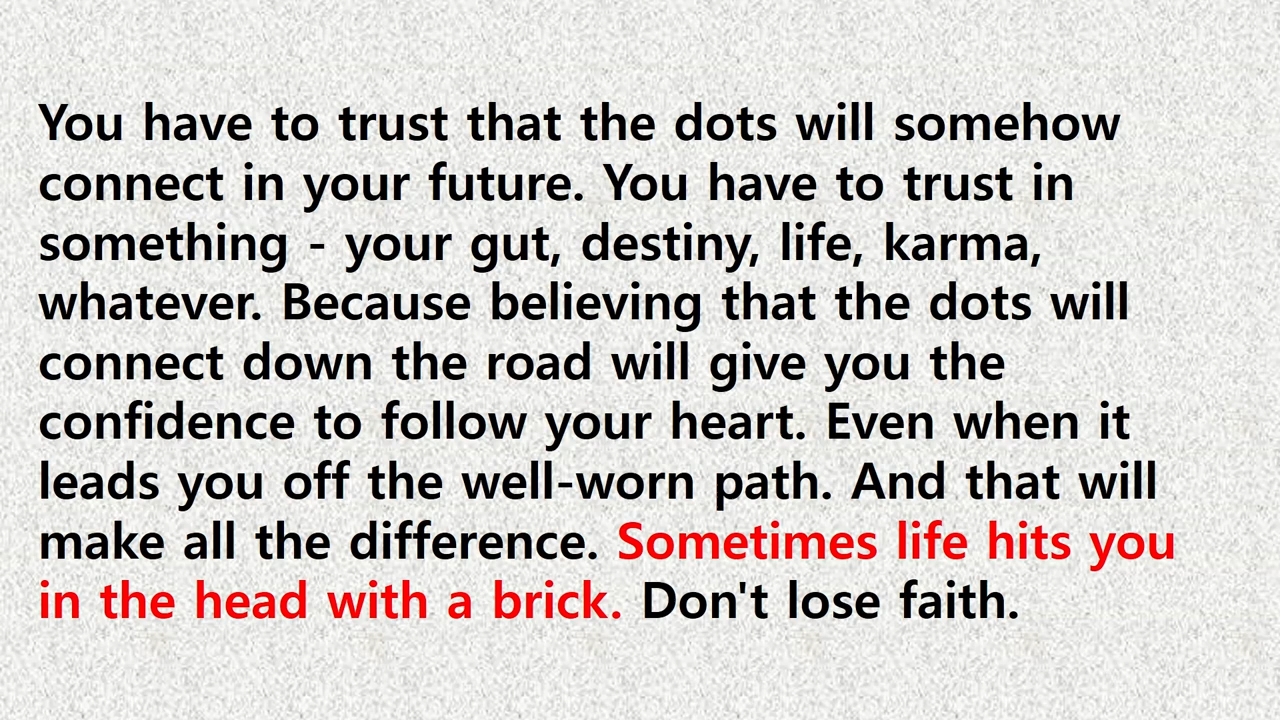 You have to trust that the dots will somehow
connect in your future. You have to trust in
something - your gut, destiny, life, karma,
whatever. Because believing that the dots will
connect down the road will give you the
confidence to follow your heart. Even when it
leads you off the well-worn path. And that will
make all the difference. Sometimes life hits you
in the head with a brick. Don't lose faith.